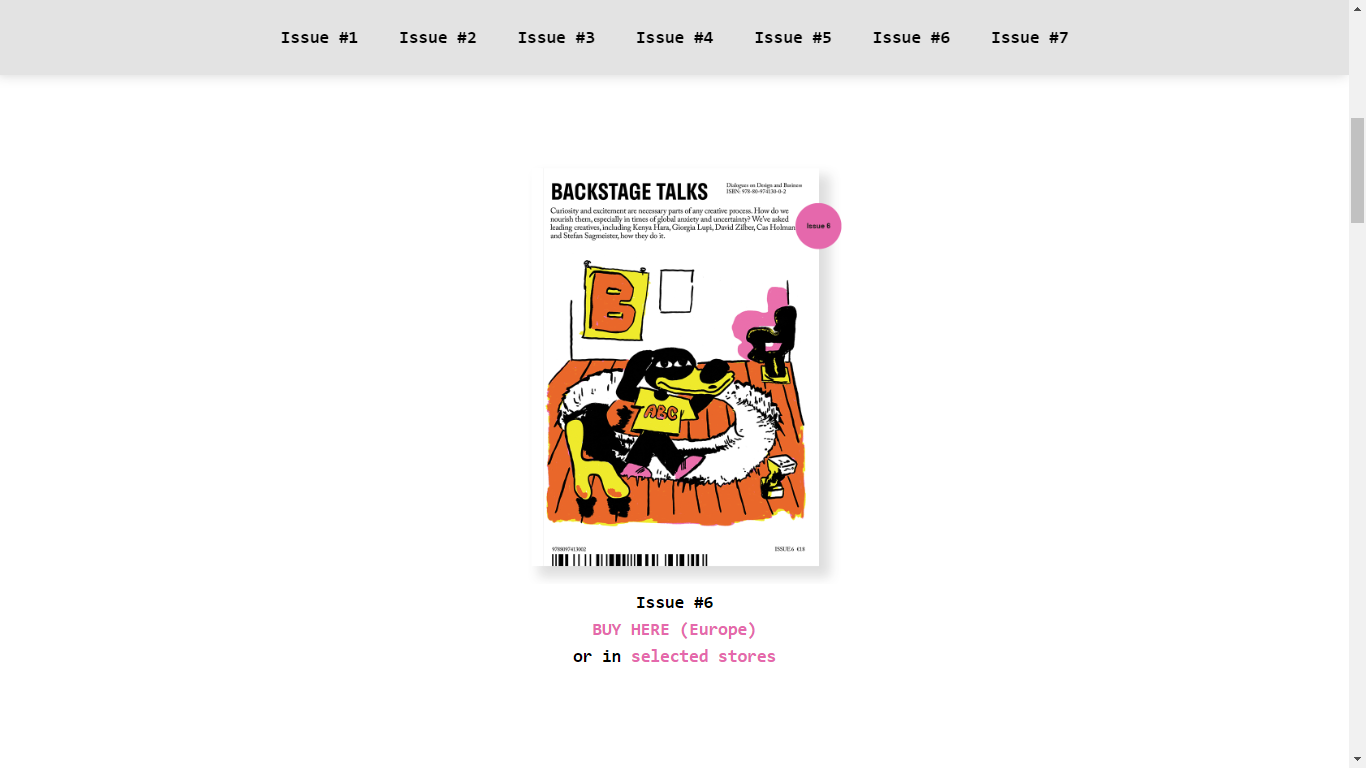 Issue #1 Issue #2 Issue #3 Issue #4 Issue #5 Issue #6 Issue #7
BACKSTAGE TALKS
Dialogues on Design and Business
ISBN: 978-80-974130-0-2
Curiosity and excitement are necessary parts of any creative process. How do we
nourish them, especially in times of global anxiety and uncertainty? We've asked
leading creatives, including Kenya Hara, Giorgia Lupi, David Zilber, Cas Holman
and Stefan Sagmeister, how they do it.
Issue 6
B
ABC
9788097413002
ISSUE 6 €18
Issue #6
BUY HERE (Europe)
or in selected stores